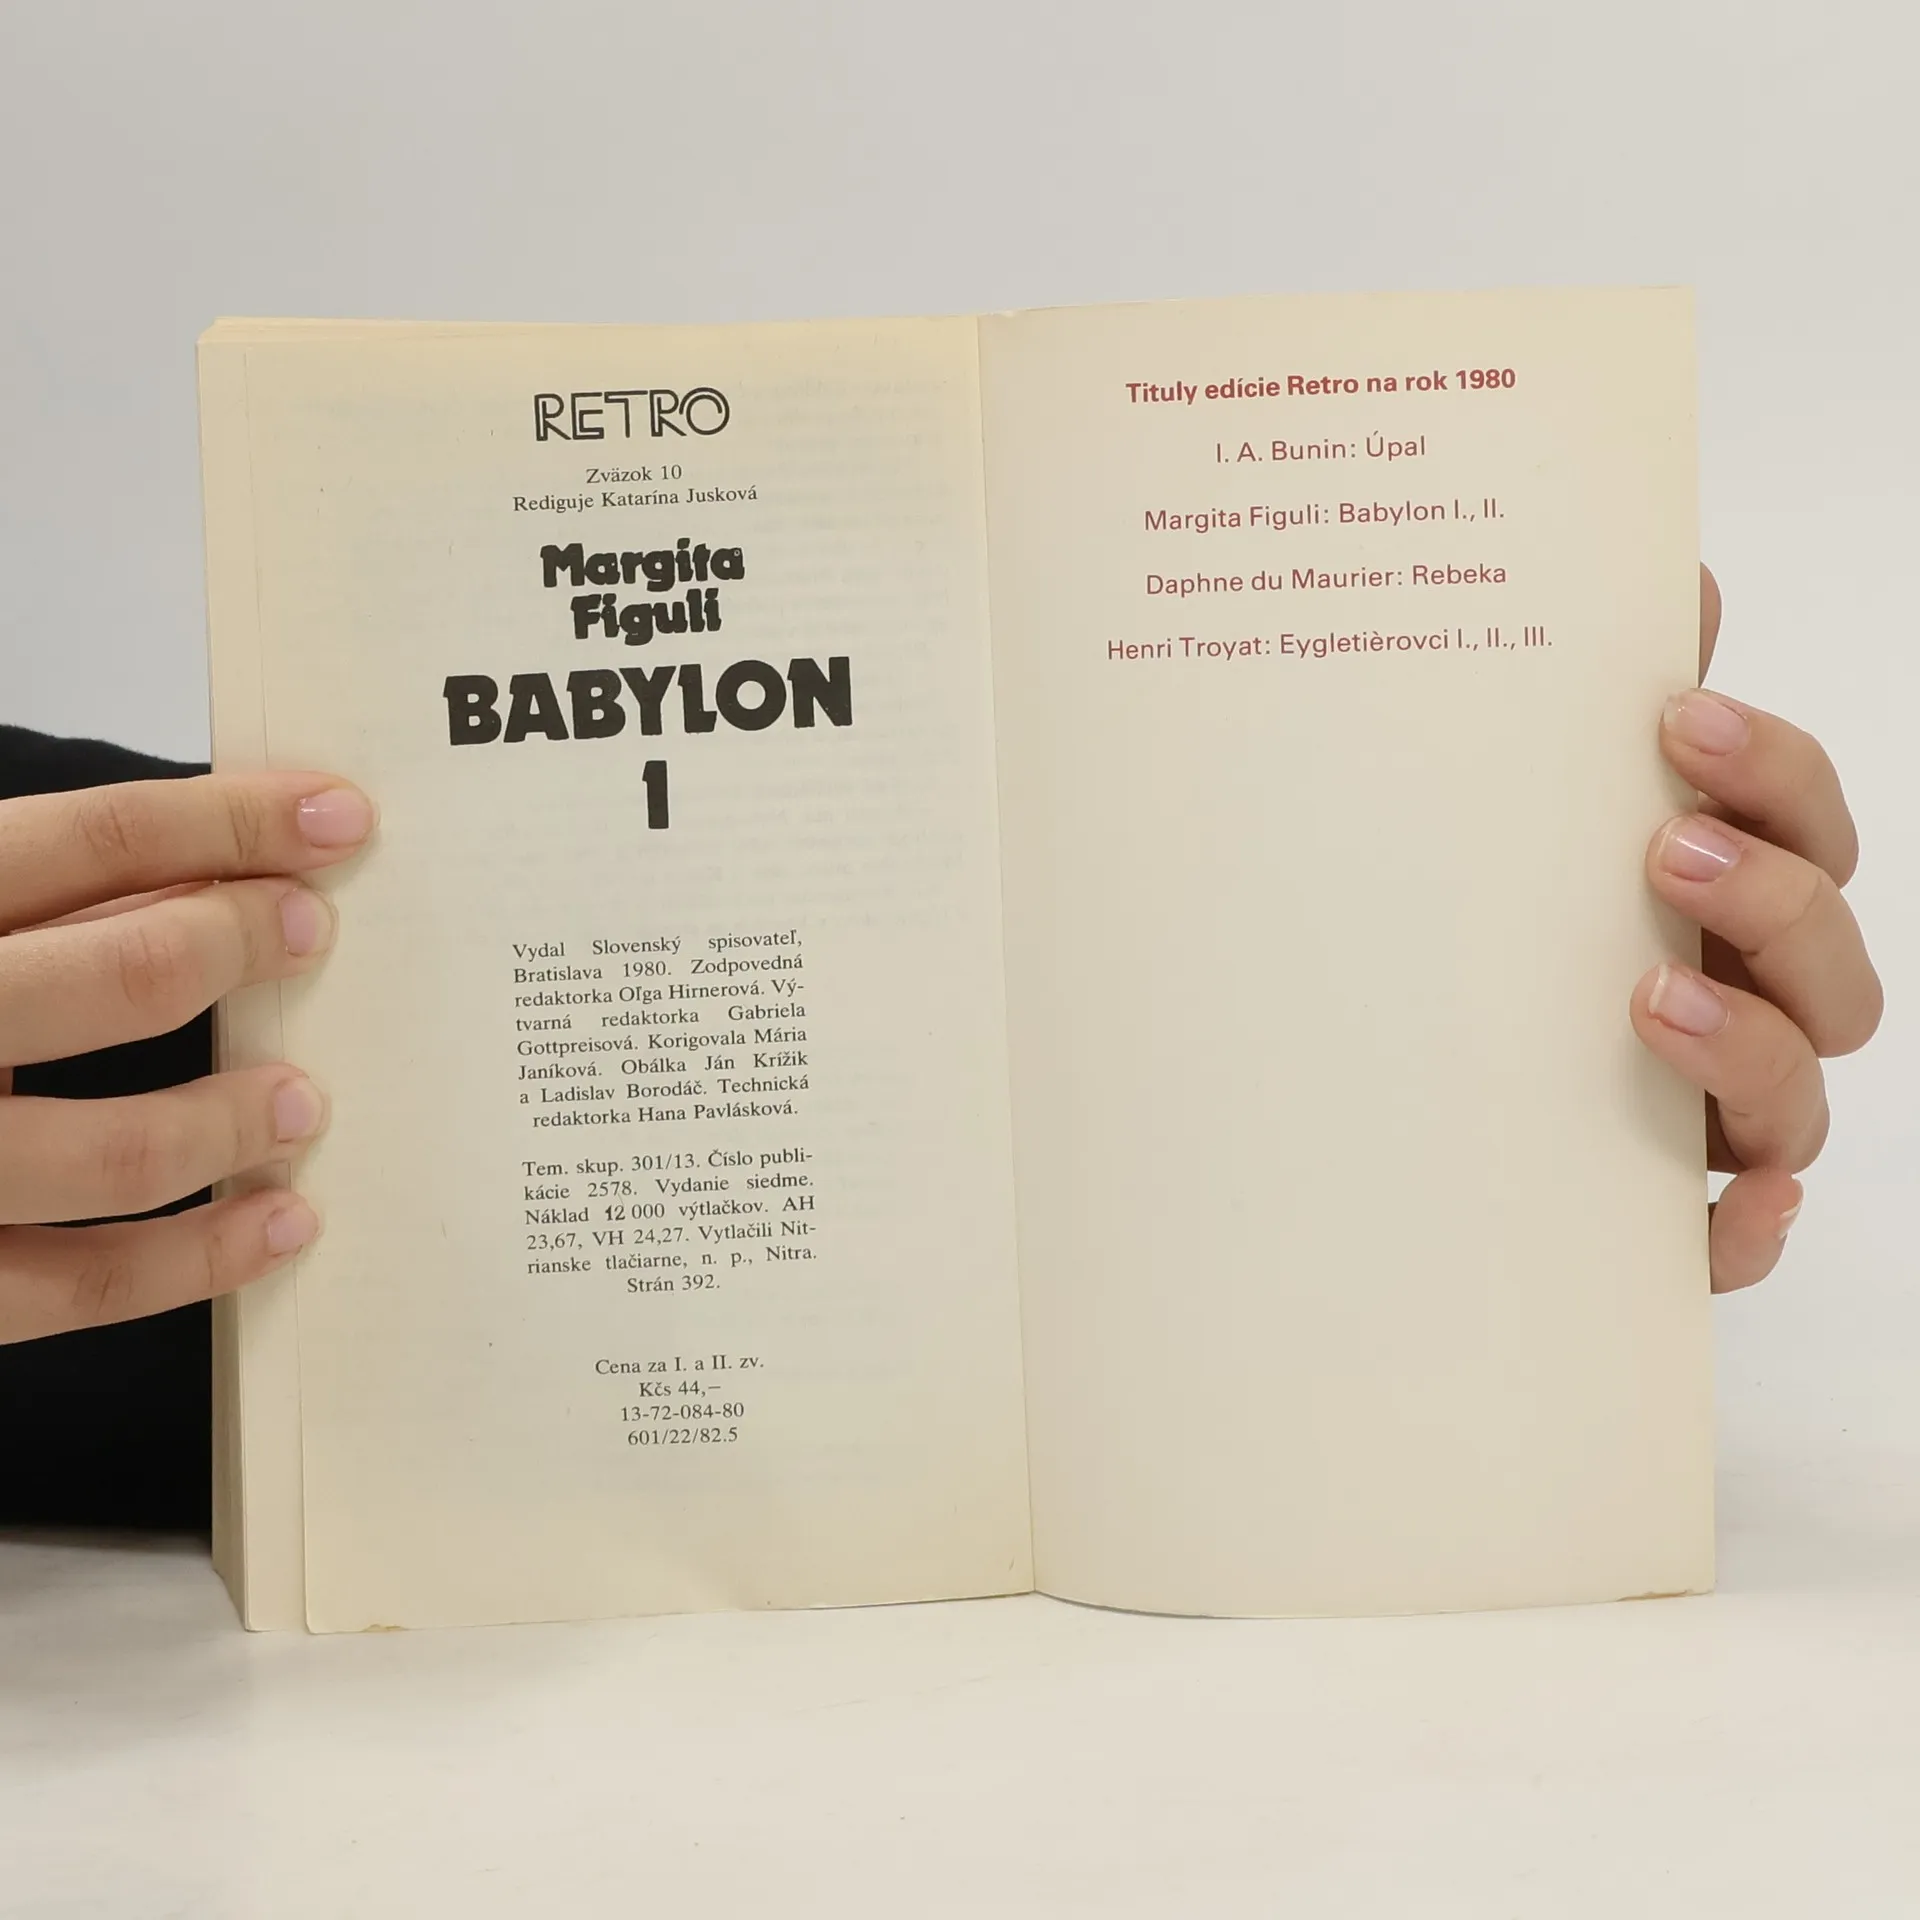 RETRO
Zväzok 10
Rediguje Katarína Jusková
Margita
Figuli
BABYLON
1
Vydal Slovenský spisovateľ,
Bratislava 1980. Zodpovedná
redaktorka Oľga Hirnerová. Vý-
tvarná redaktorka Gabriela
Gottpreisová. Korigovala Mária
Janíková. Obálka Ján Krížik
a Ladislav Borodáč. Technická
redaktorka Hana Pavlásková.
Tem. skup. 301/13. Číslo publi-
kácie 2578. Vydanie siedme.
Náklad 12 000 výtlačkov. AH
23,67, VH 24,27. Vytlačili Nit-
rianske tlačiarne, n. p., Nitra.
Strán 392.
Cena za I. a II. zv.
Kčs 44,—
13-72-084-80
601/22/82.5
Tituly edície Retro na rok 1980
I. A. Bunin: Úpal
Margita Figuli: Babylon I., II.
Daphne du Maurier: Rebeka
Henri Troyat: Eygletièrovci I., II., III.